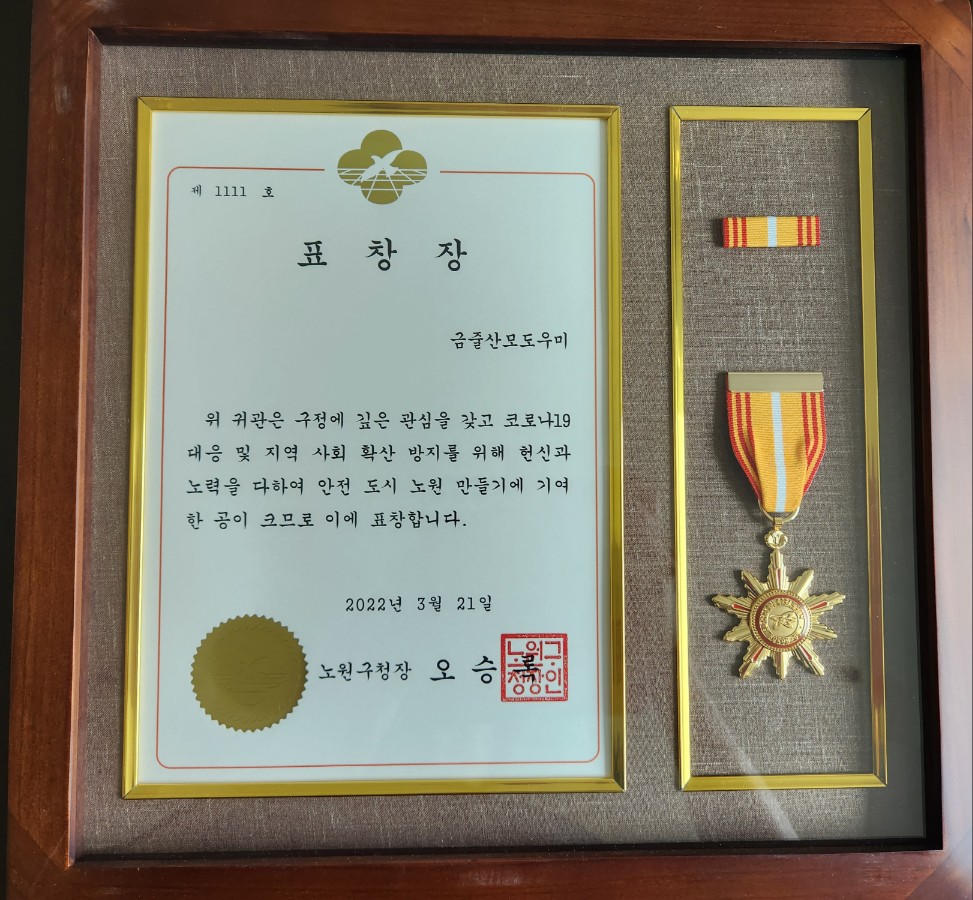 제 1111 호
표 창 장
금줄산모도우미
위 귀관은 구정에 깊은 관심을 갖고 코로나19
대응 및 지역 사회 확산 방지를 위해 헌신과
노력을 다하여 안전 도시 노원 만들기에 기여
한 공이 크므로 이에 표창합니다.
2022년 3월 21일
노원구청장 오 승 록
노원구
청장인